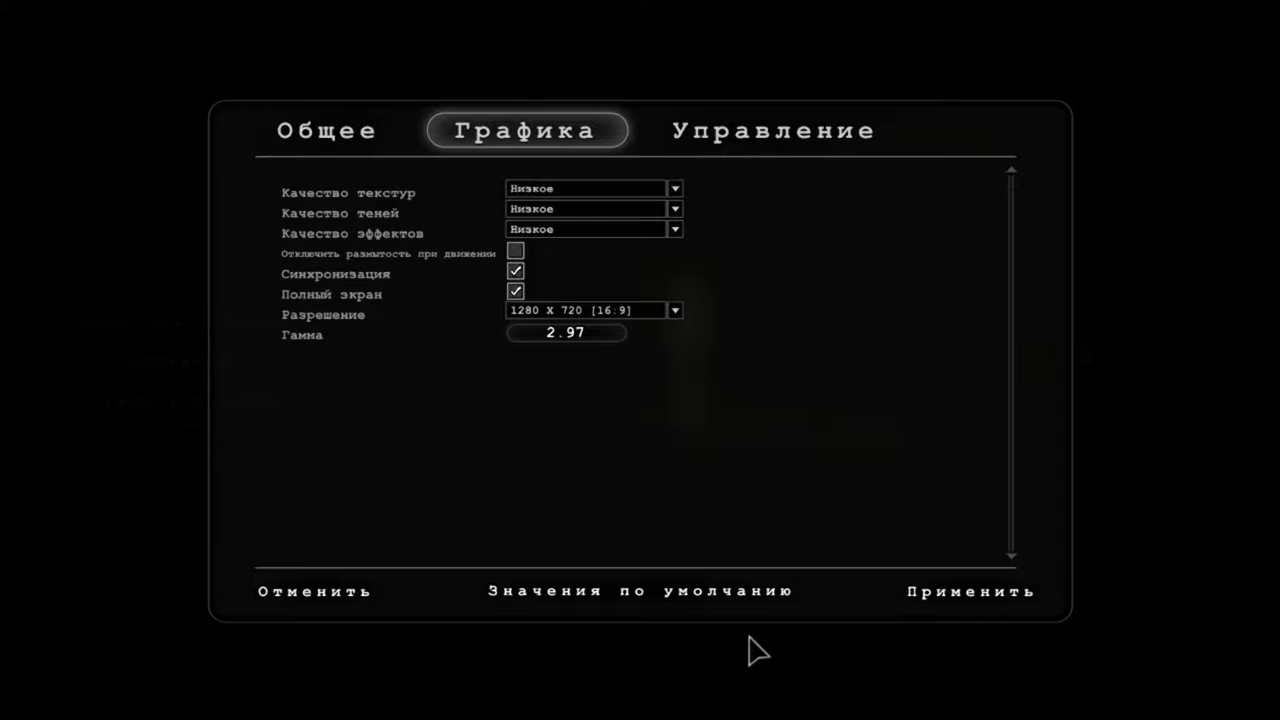 Общее Графика Управление
Качество текстур Низкое
Качество теней Низкое
Качество эффектов Низкое
Отключить размытость при движении
Синхронизация
Полный экран
Разрешение 1280 X 720 [16:9]
Гамма 2.97
Отменить Значения по умолчанию Применить